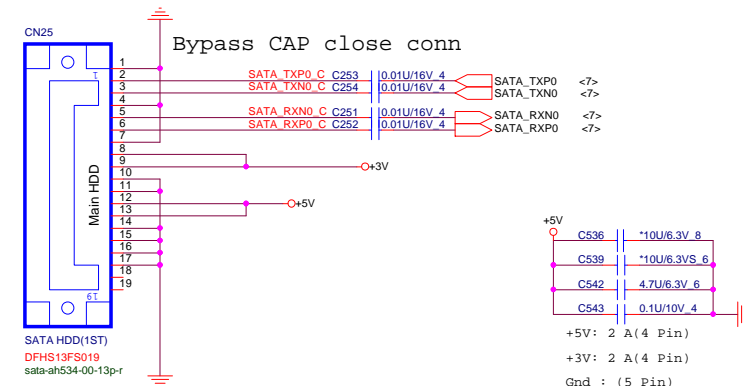 CN25
Bypass CAP close conn
1
1
2
SATA_TXP0_C C253 0.01U/16V_4 SATA_TXP0 <7>
3
SATA_TXN0_C C254 0.01U/16V_4 SATA_TXN0 <7>
4
5
SATA_RXN0_C C251 0.01U/16V_4 SATA_RXN0 <7>
6
SATA_RXP0_C C252 0.01U/16V_4 SATA_RXP0 <7>
7
8
9
+3V
10
11
Main HDD
12
+5V
13
14
15
16
17
18
19
19
SATA HDD(1ST)
DFHS13FS019
sata-ah534-00-13p-r
+5V
C536 *10U/6.3V_8
C539 *10U/6.3VS_6
C542 4.7U/6.3V_6
C543 0.1U/10V_4
+5V: 2 A(4 Pin)
+3V: 2 A(4 Pin)
Gnd : (5 Pin)